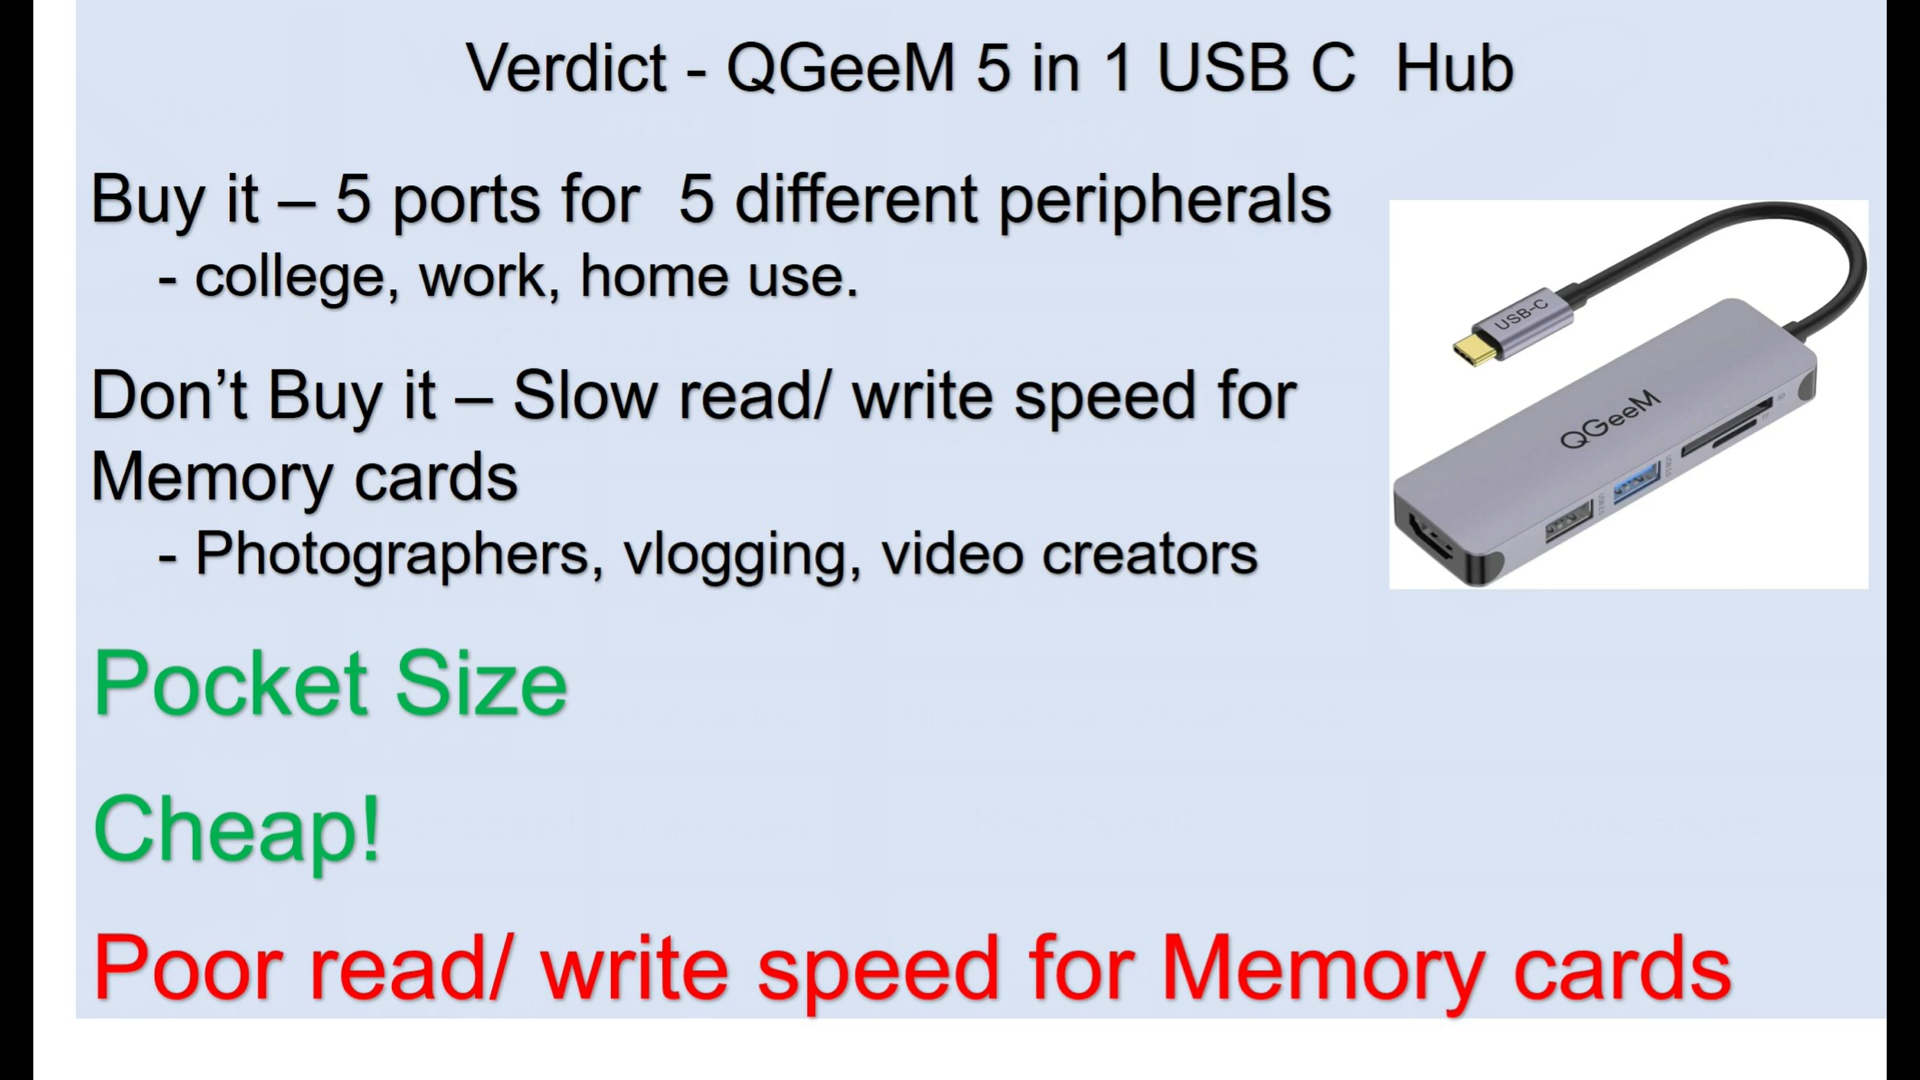 Verdict - QGeeM 5 in 1 USB C Hub
Buy it – 5 ports for 5 different peripherals
- college, work, home use.
Don’t Buy it – Slow read/ write speed for
Memory cards
- Photographers, vlogging, video creators
USB-C
QGeeM
Pocket Size
Cheap!
Poor read/ write speed for Memory cards